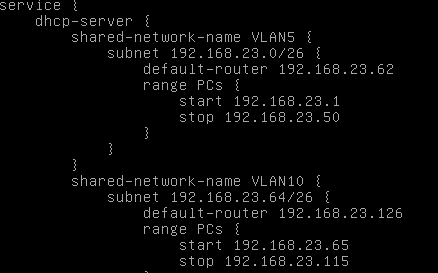 service {
dhcp-server {
shared-network-name VLAN5 {
subnet 192.168.23.0/26 {
default-router 192.168.23.62
range PCs {
start 192.168.23.1
stop 192.168.23.50
}
}
}
shared-network-name VLAN10 {
subnet 192.168.23.64/26 {
default-router 192.168.23.126
range PCs {
start 192.168.23.65
stop 192.168.23.115
}